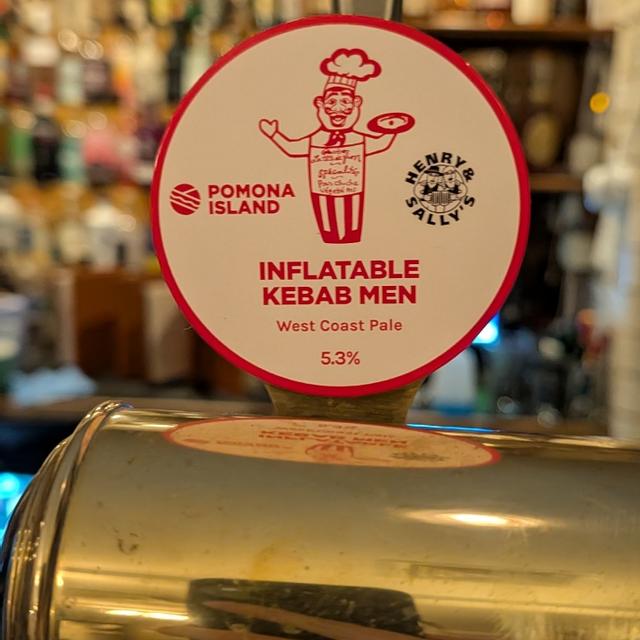 POMONA
ISLAND
HENRY &
SALLY'S
INFLATABLE
KEBAB MEN
West Coast Pale
5.3%